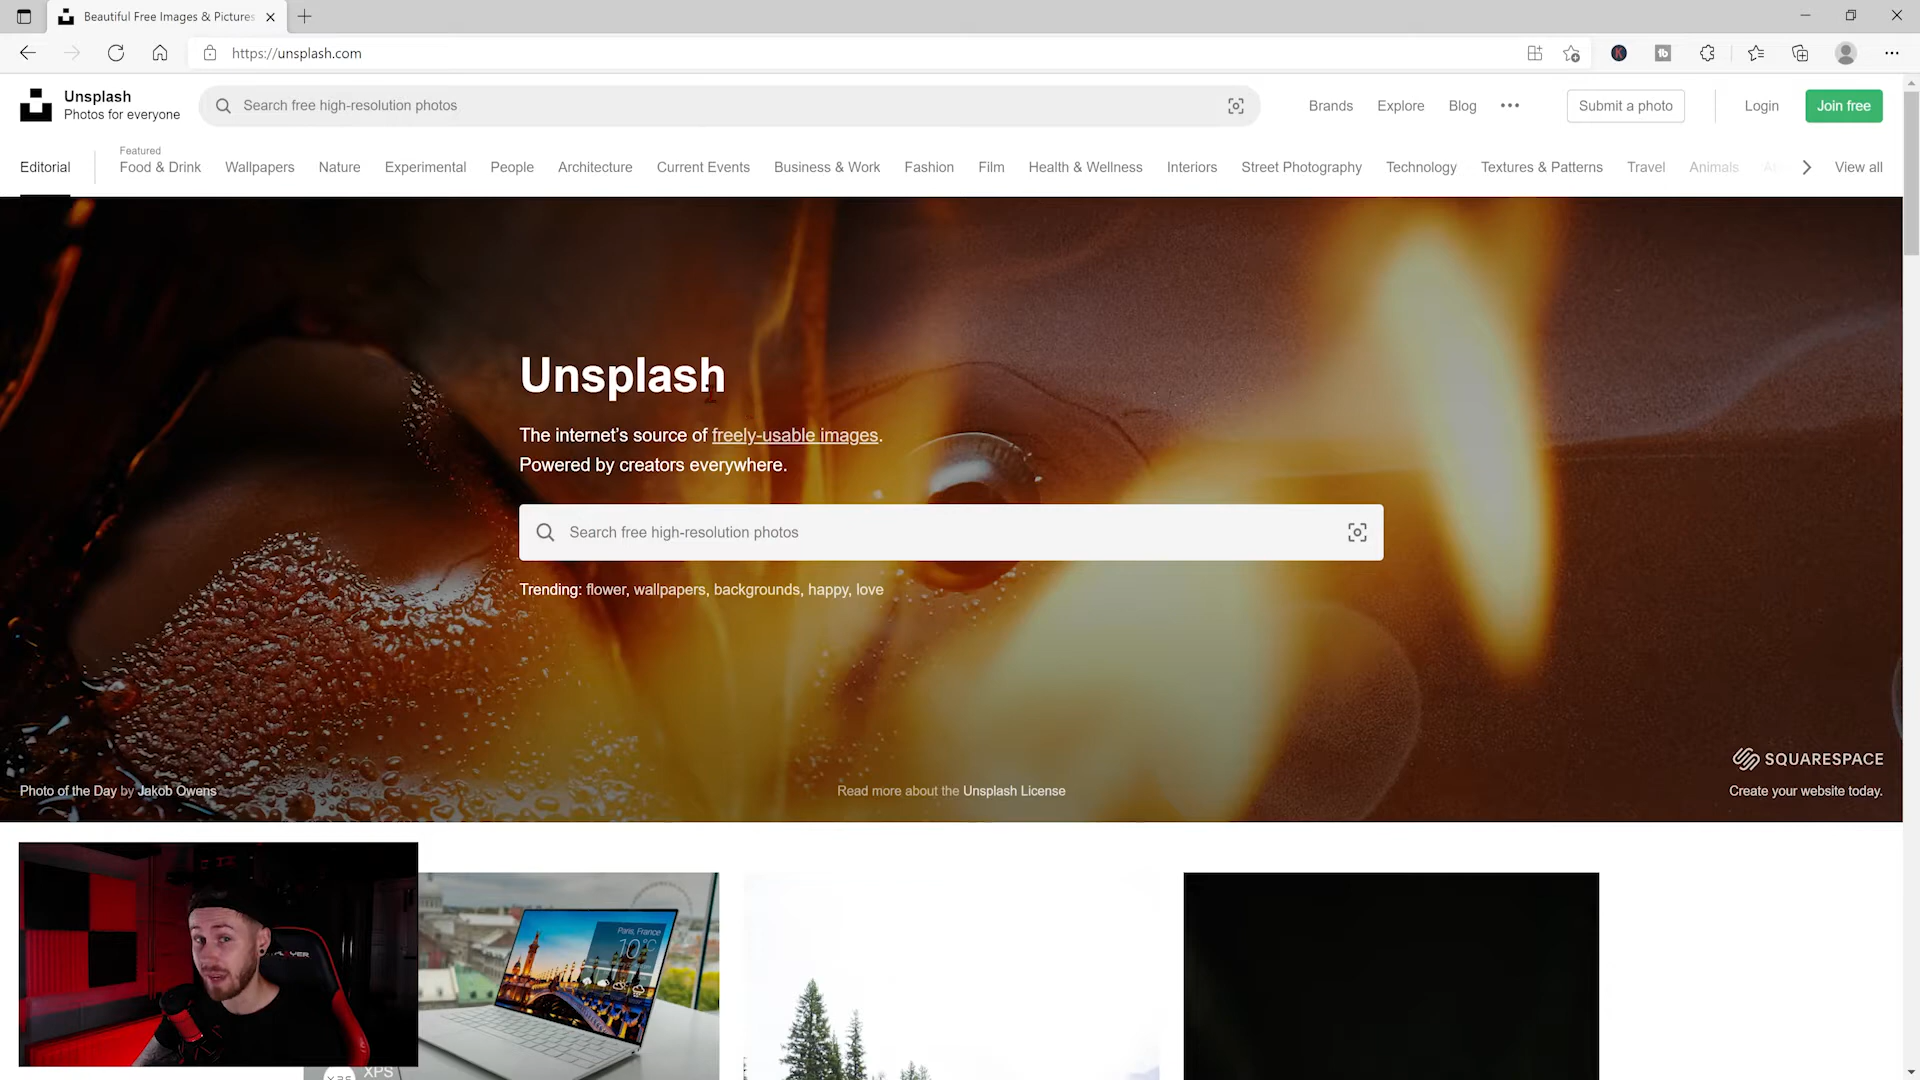 Beautiful Free Images & Pictures
https://unsplash.com
Unsplash
Photos for everyone
Search free high-resolution photos
Brands
Explore
Blog
Submit a photo
Login
Join free
Editorial
Featured
Food & Drink
Wallpapers
Nature
Experimental
People
Architecture
Current Events
Business & Work
Fashion
Film
Health & Wellness
Interiors
Street Photography
Technology
Textures & Patterns
Travel
Animals
View all
Unsplash
The internet's source of freely-usable images.
Powered by creators everywhere.
Search free high-resolution photos
Trending: flower, wallpapers, backgrounds, happy, love
SQUARESPACE
Photo of the Day by Jakob Owens
Read more about the Unsplash License
Create your website today.
Paris, France
10°C
XPS